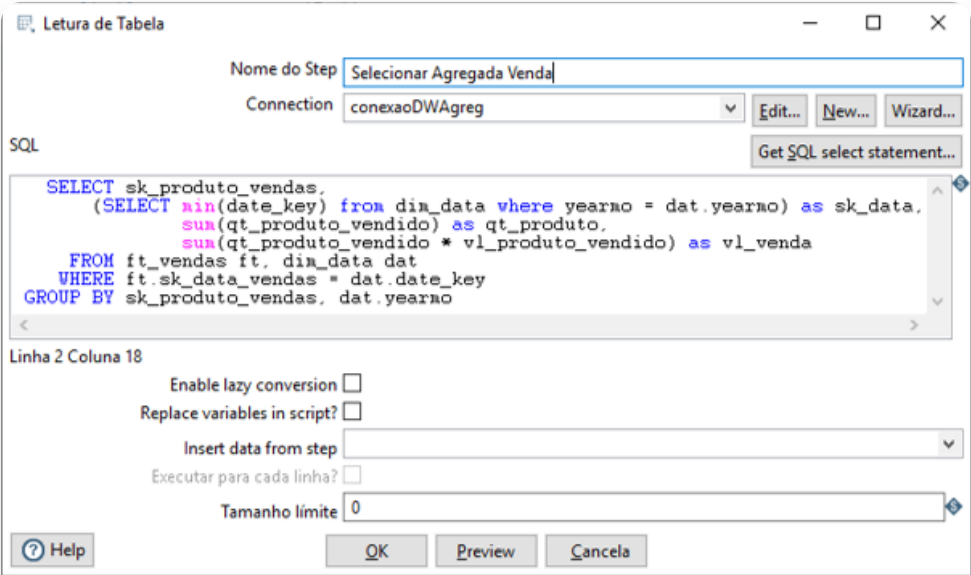 Letura de Tabela
Nome do Step Selecionar Agregada Venda
Connection conexaoDWAgreg Edit... New... Wizard...
SQL Get SQL select statement...
SELECT sk_produto_vendas,
(SELECT min(date_key) from dim_data where yearmo = dat.yearmo) as sk_data,
sum(qt_produto_vendido) as qt_produto,
sum(qt_produto_vendido * vl_produto_vendido) as vl_venda
FROM ft_vendas ft, dim_data dat
WHERE ft.sk_data_vendas = dat.date_key
GROUP BY sk_produto_vendas, dat.yearmo
Linha 2 Coluna 18
Enable lazy conversion
Replace variables in script?
Insert data from step
Executar para cada linha?
Tamanho límite 0
Help OK Preview Cancela